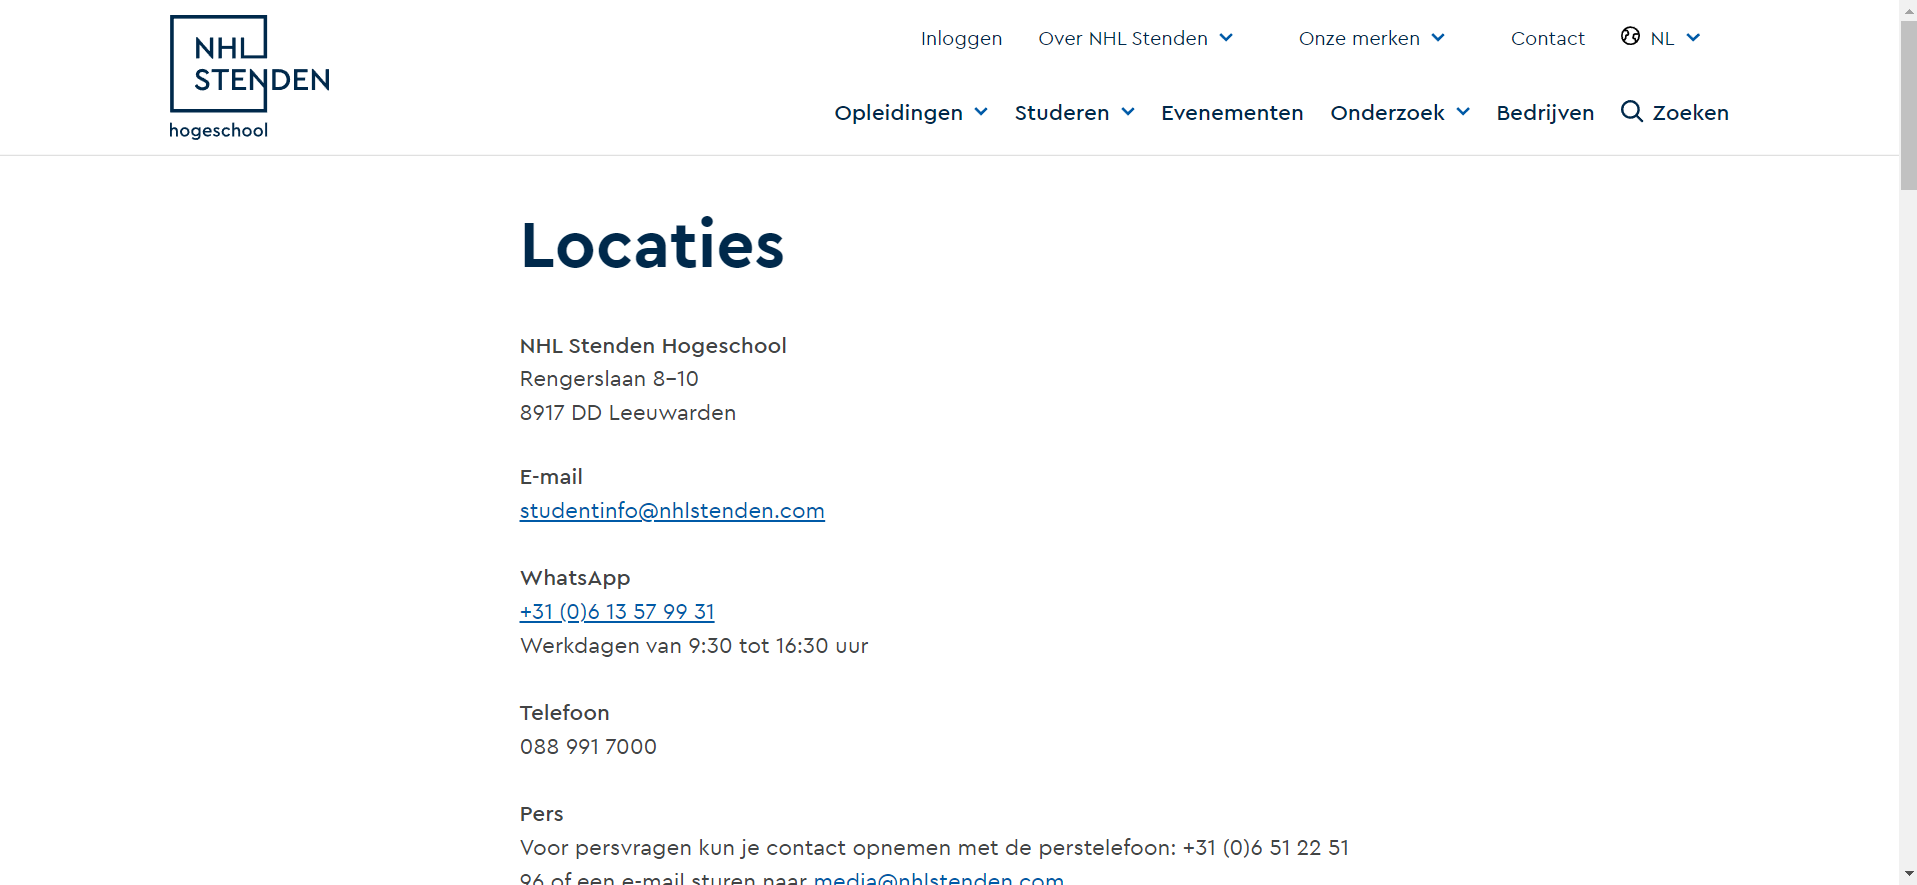 NHL
STENDEN
hogeschool
Inloggen Over NHL Stenden Onze merken Contact NL
Opleidingen Studeren Evenementen Onderzoek Bedrijven Zoeken
Locaties
NHL Stenden Hogeschool
Rengerslaan 8-10
8917 DD Leeuwarden
E-mail
studentinfo@nhlstenden.com
WhatsApp
+31 (0)6 13 57 99 31
Werkdagen van 9:30 tot 16:30 uur
Telefoon
088 991 7000
Pers
Voor persvragen kun je contact opnemen met de perstelefoon: +31 (0)6 51 22 51
96 of een e-mail sturen naar media@nhlstenden.com